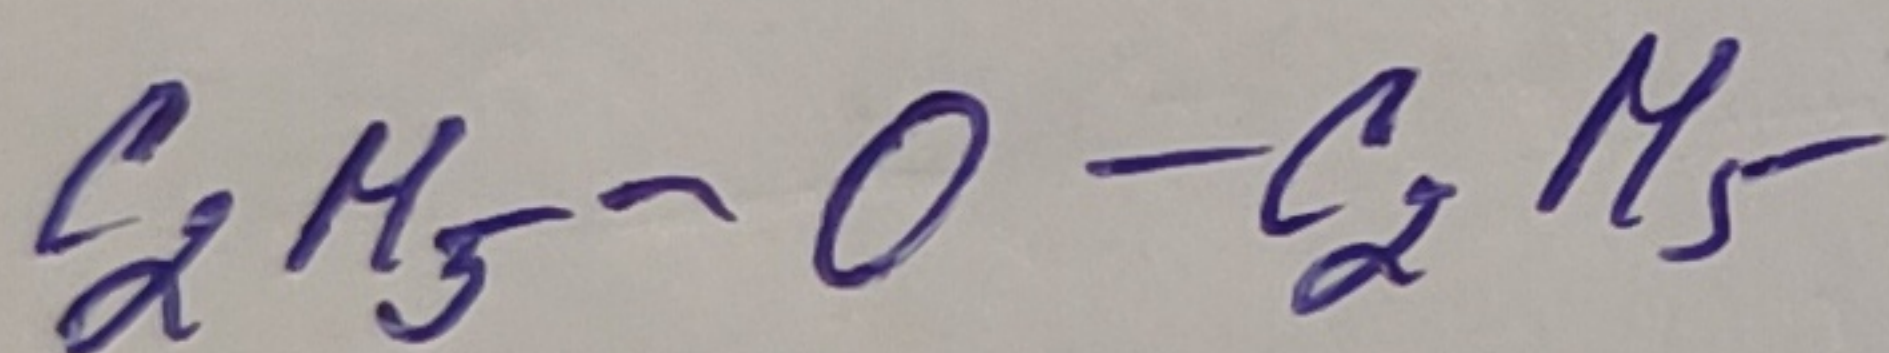 C₂H₅ - O - C₂H₅